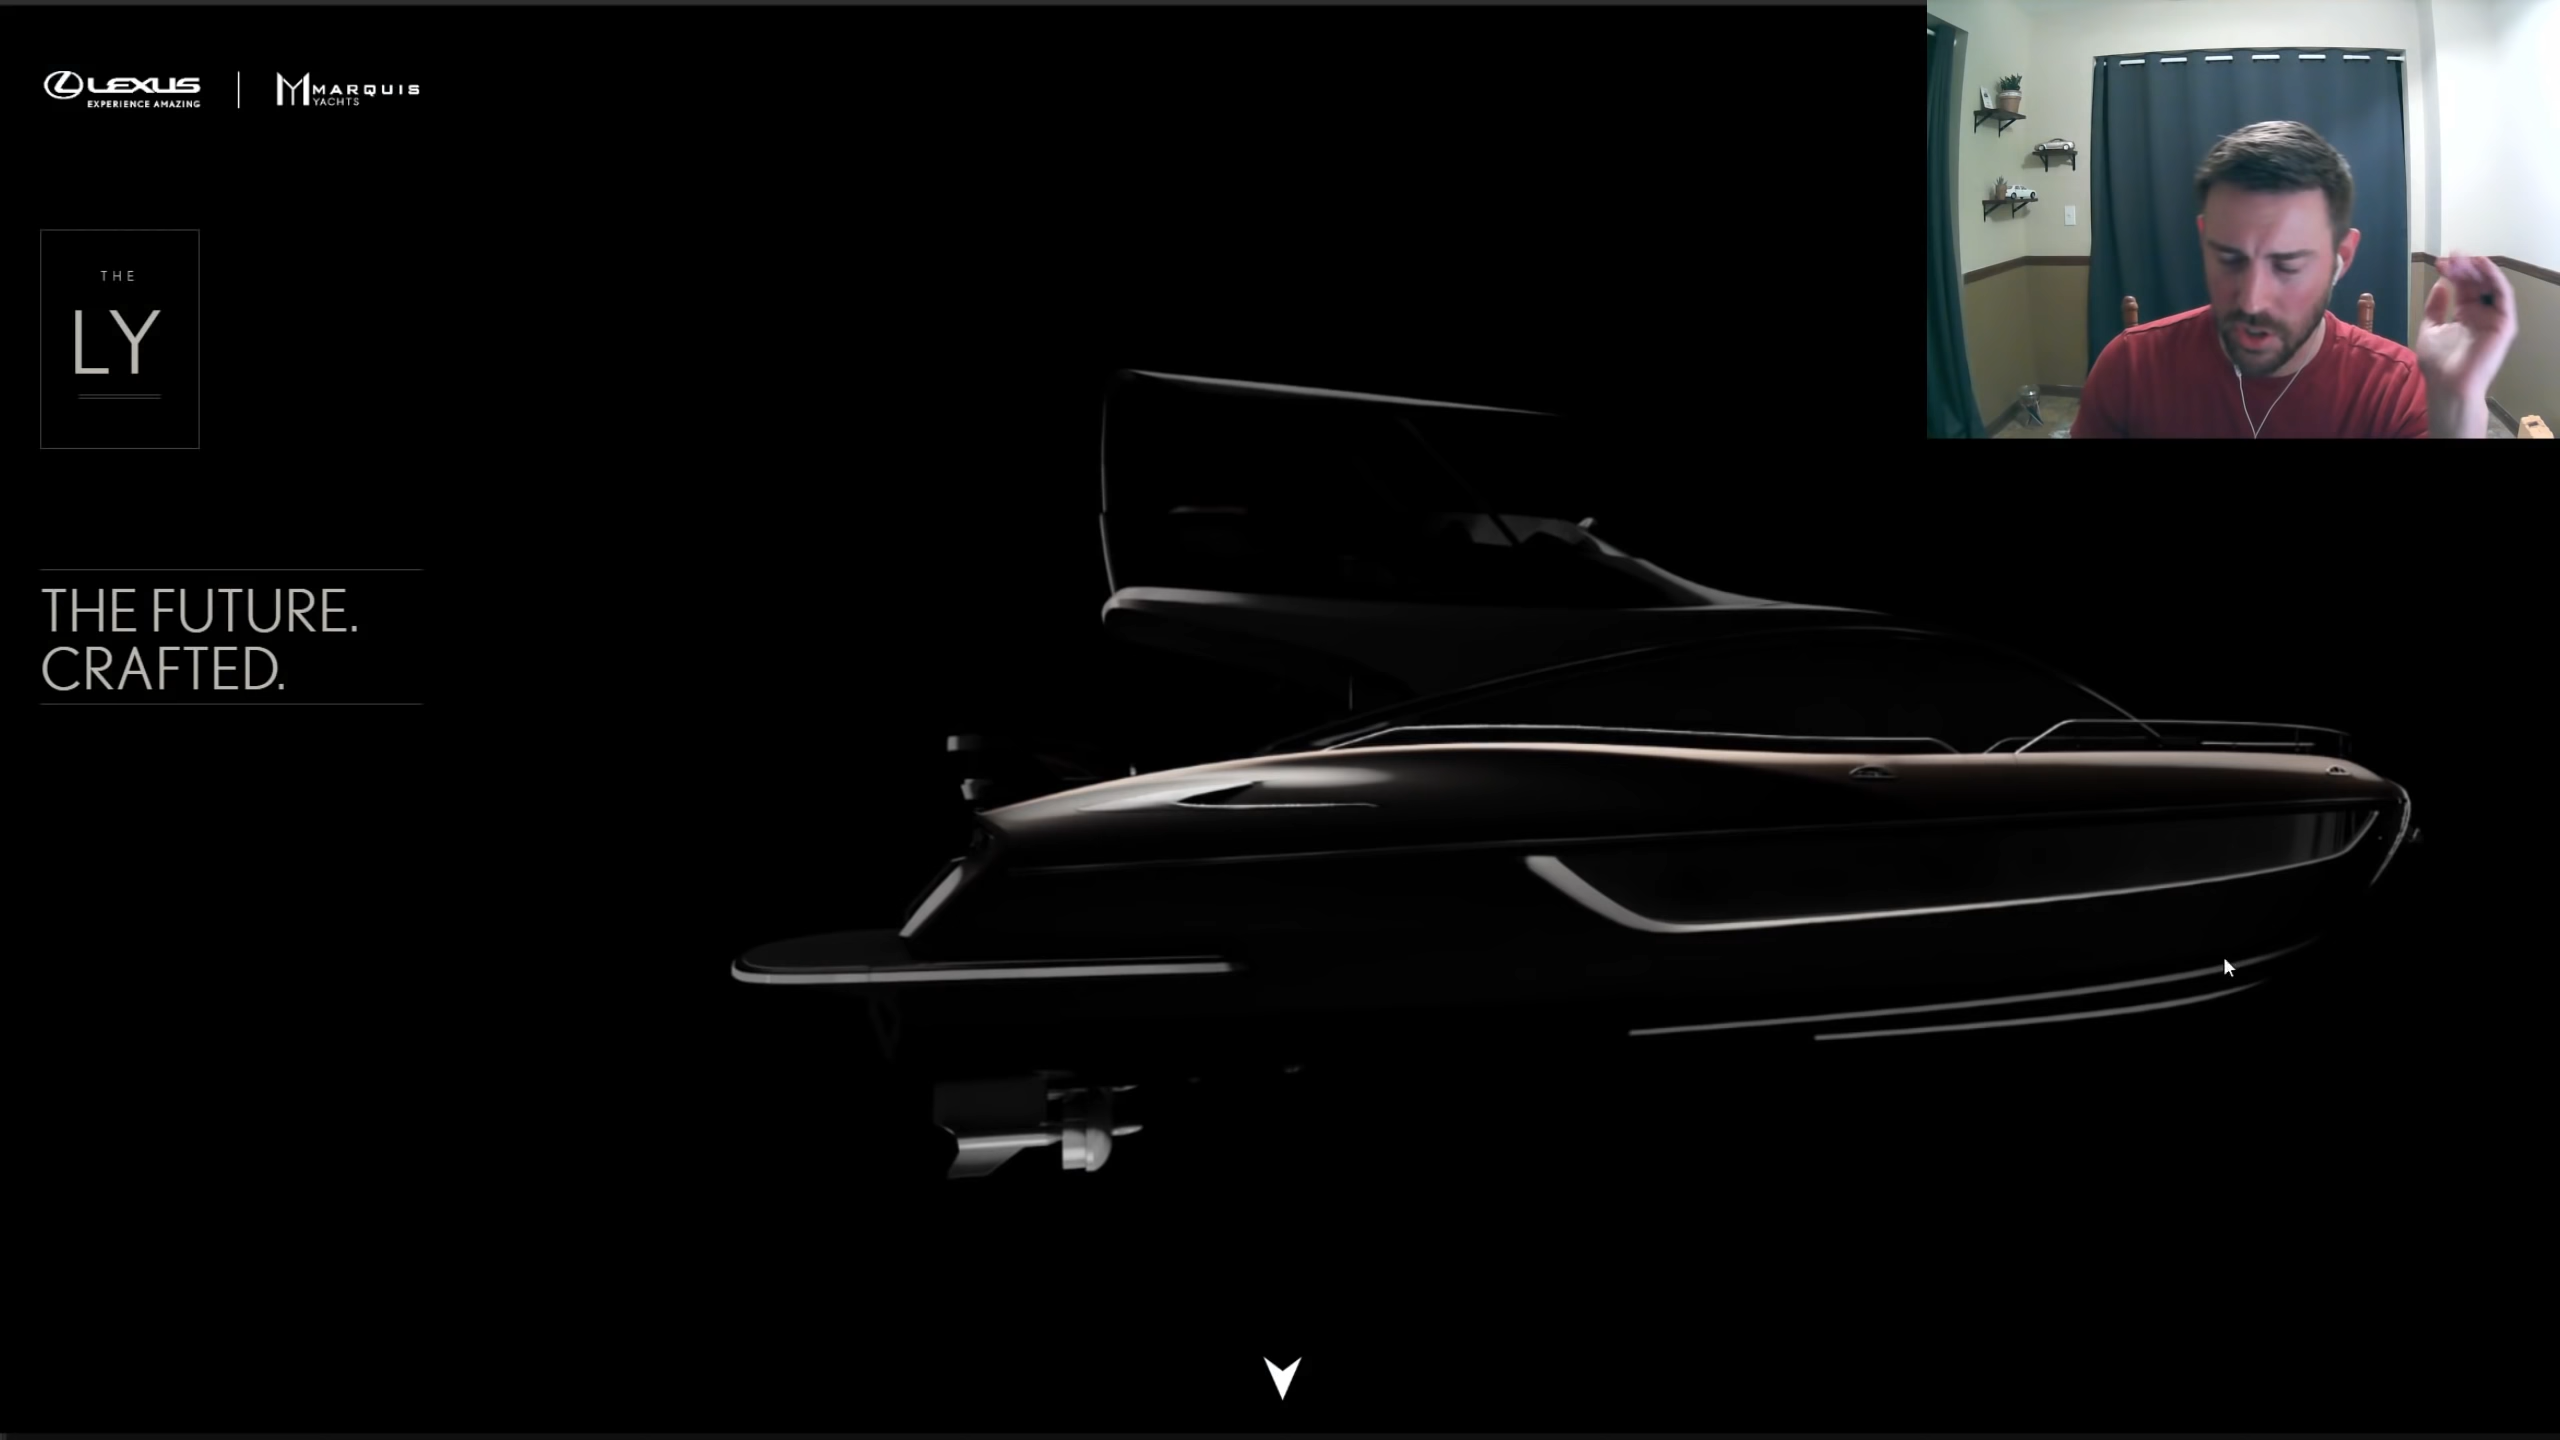 LEXUS
EXPERIENCE AMAZING
MARQUIS
YACHTS
THE
LY
THE FUTURE.
CRAFTED.